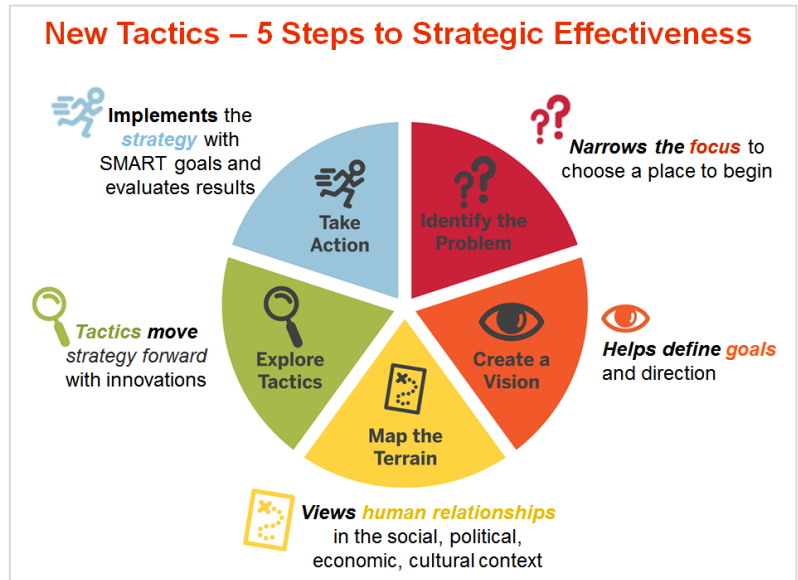 New Tactics – 5 Steps to Strategic Effectiveness
Implements the
strategy with
SMART goals and
evaluates results
Narrows the focus to
choose a place to begin
Take
Action
Identify the
Problem
Tactics move
strategy forward
with innovations
Explore
Tactics
Create a
Vision
Helps define goals
and direction
Map the
Terrain
Views human relationships
in the social, political,
economic, cultural context